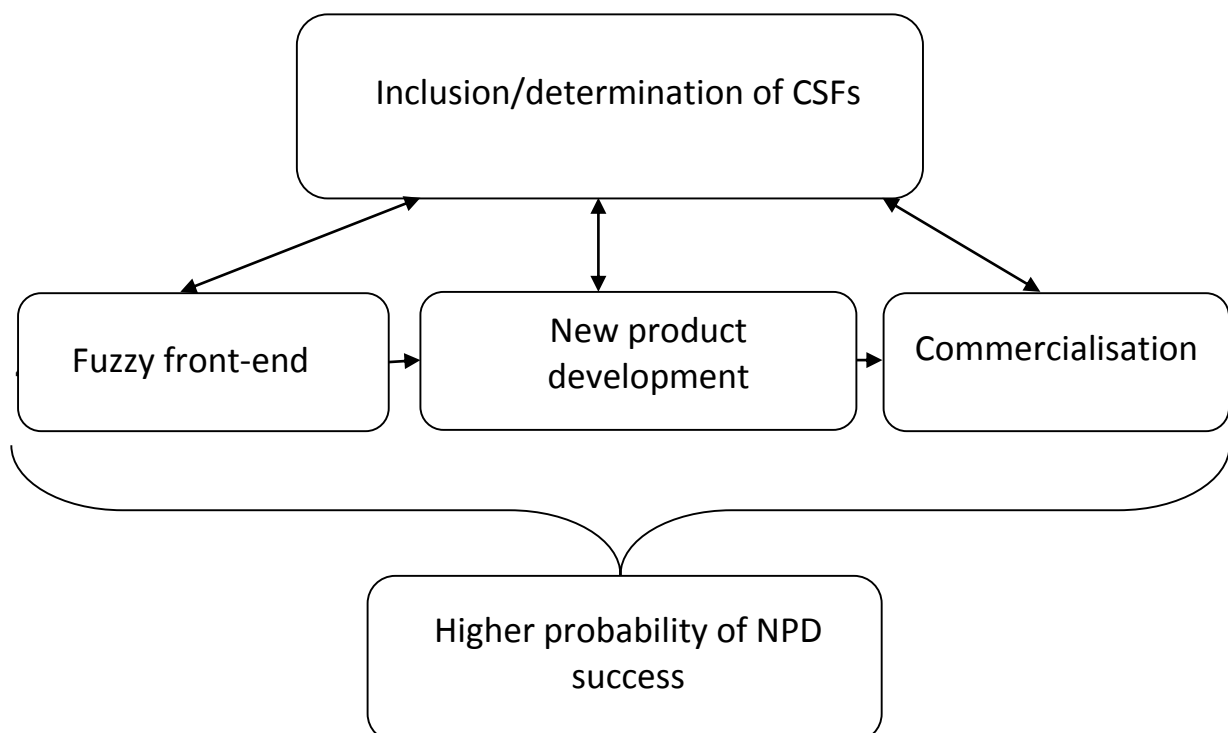 Inclusion/determination of CSFs
Fuzzy front-end
New product
development
Commercialisation
Higher probability of NPD
success